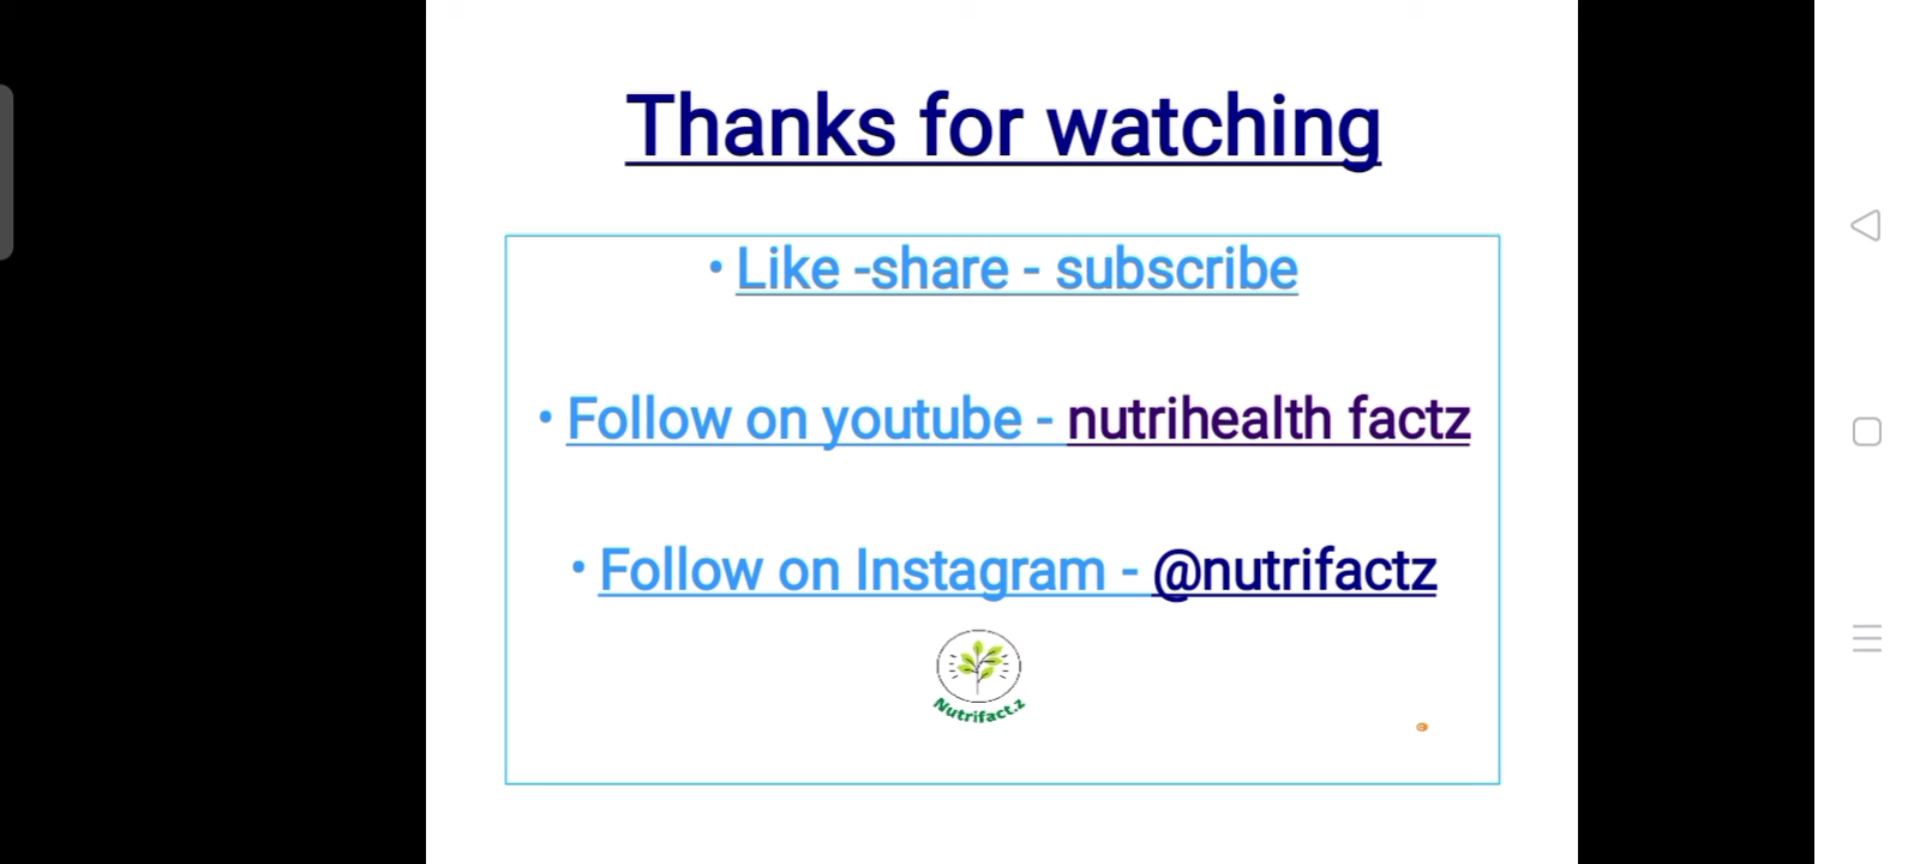 Thanks for watching
• Like -share - subscribe
• Follow on youtube - nutrihealth factz
• Follow on Instagram - @nutrifactz
Nutrifact.z